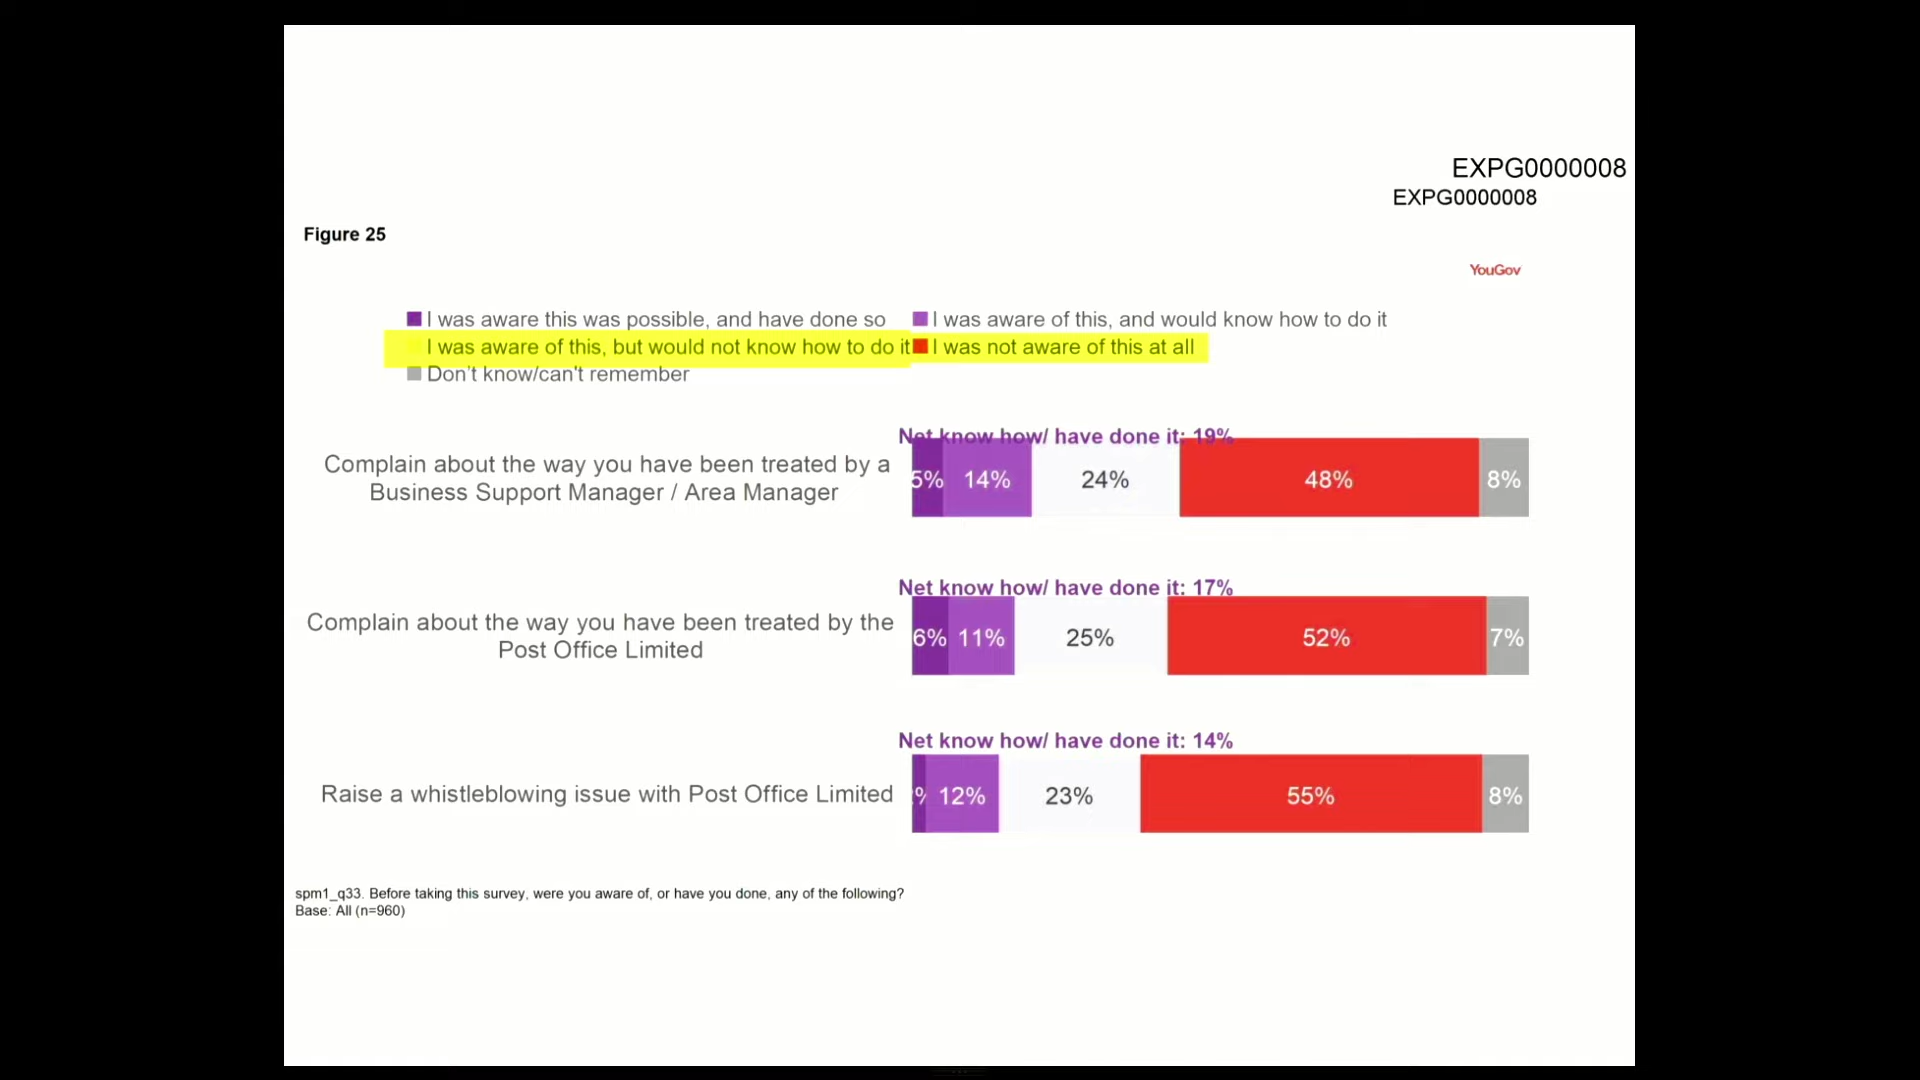 EXPG0000008
EXPG0000008
Figure 25
YouGov
I was aware this was possible, and have done so
I was aware of this, and would know how to do it
I was aware of this, but would not know how to do it
I was not aware of this at all
Don't know/can't remember
Net know how/ have done it: 19%
Complain about the way you have been treated by a
Business Support Manager / Area Manager
5% 14% 24% 48% 8%
Net know how/ have done it: 17%
Complain about the way you have been treated by the
Post Office Limited
6% 11% 25% 52% 7%
Net know how/ have done it: 14%
Raise a whistleblowing issue with Post Office Limited
% 12% 23% 55% 8%
spm1_q33. Before taking this survey, were you aware of, or have you done, any of the following?
Base: All (n=960)